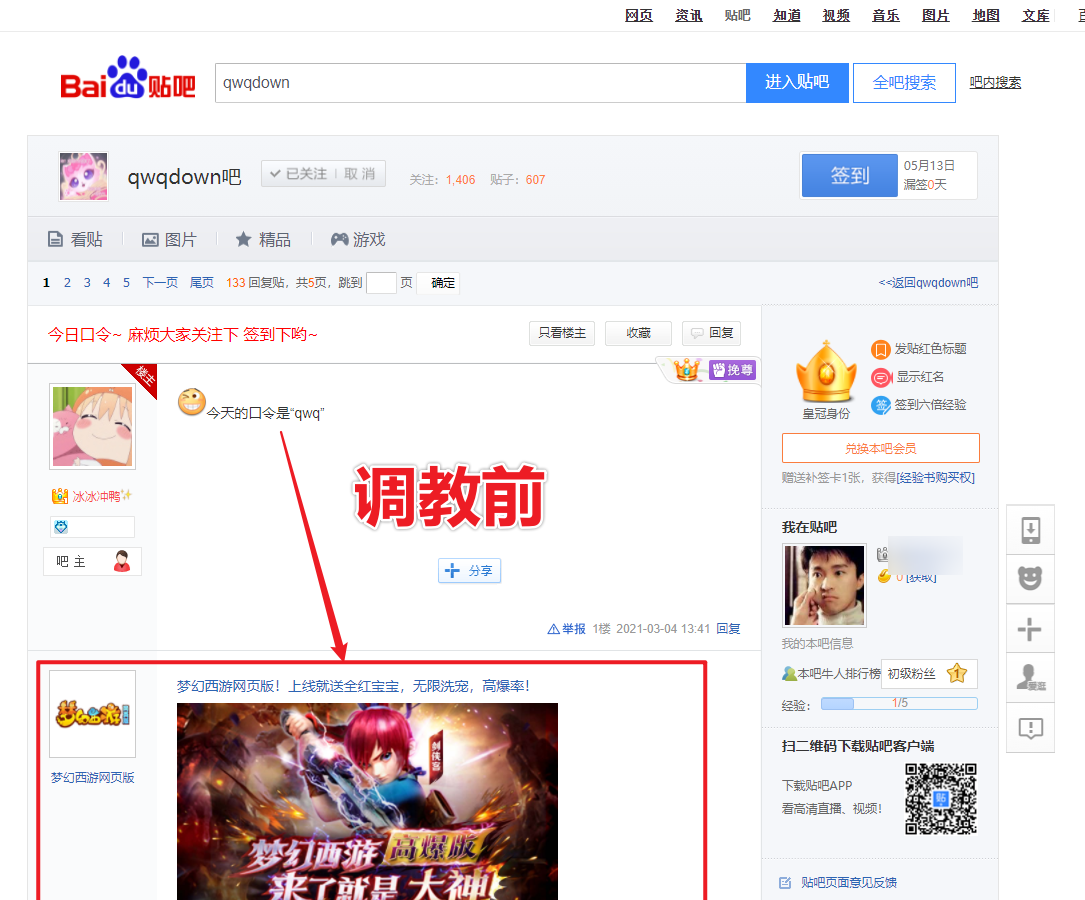 网页 资讯 贴吧 知道 视频 音乐 图片 地图 文库
Bai du 贴吧 qwqdown 进入贴吧 全吧搜索 吧内搜索
qwqdown吧 已关注 取消 关注: 1,406 贴子: 607
签到 05月13日
漏签0天
看贴 图片 精品 游戏
1 2 3 4 5 下一页 尾页 133 回复贴，共5页，跳到 页 确定 <<返回qwqdown吧
今日口令~ 麻烦大家关注下 签到下哟~ 只看楼主 收藏 回复
楼主
挽尊
今天的口令是“qwq”
冰冰冲鸭✨
吧主
调教前
分享
举报 1楼 2021-03-04 13:41 回复
梦幻西游网页版！上线就送全红宝宝，无限洗宠，高爆率！
梦幻西游
梦幻西游网页版
剑侠客
梦幻西游 高爆版
来了就是大神!
皇冠身份
发贴红色标题
显示红名
签 签到六倍经验
兑换本吧会员
赠送补签卡1张，获得[经验书购买权]
我在贴吧
0 [获取]
我的本吧信息
本吧牛人排行榜 初级粉丝 1
经验: 1/5
扫二维码下载贴吧客户端
下载贴吧APP
看高清直播、视频！
贴
贴吧页面意见反馈
爱逛